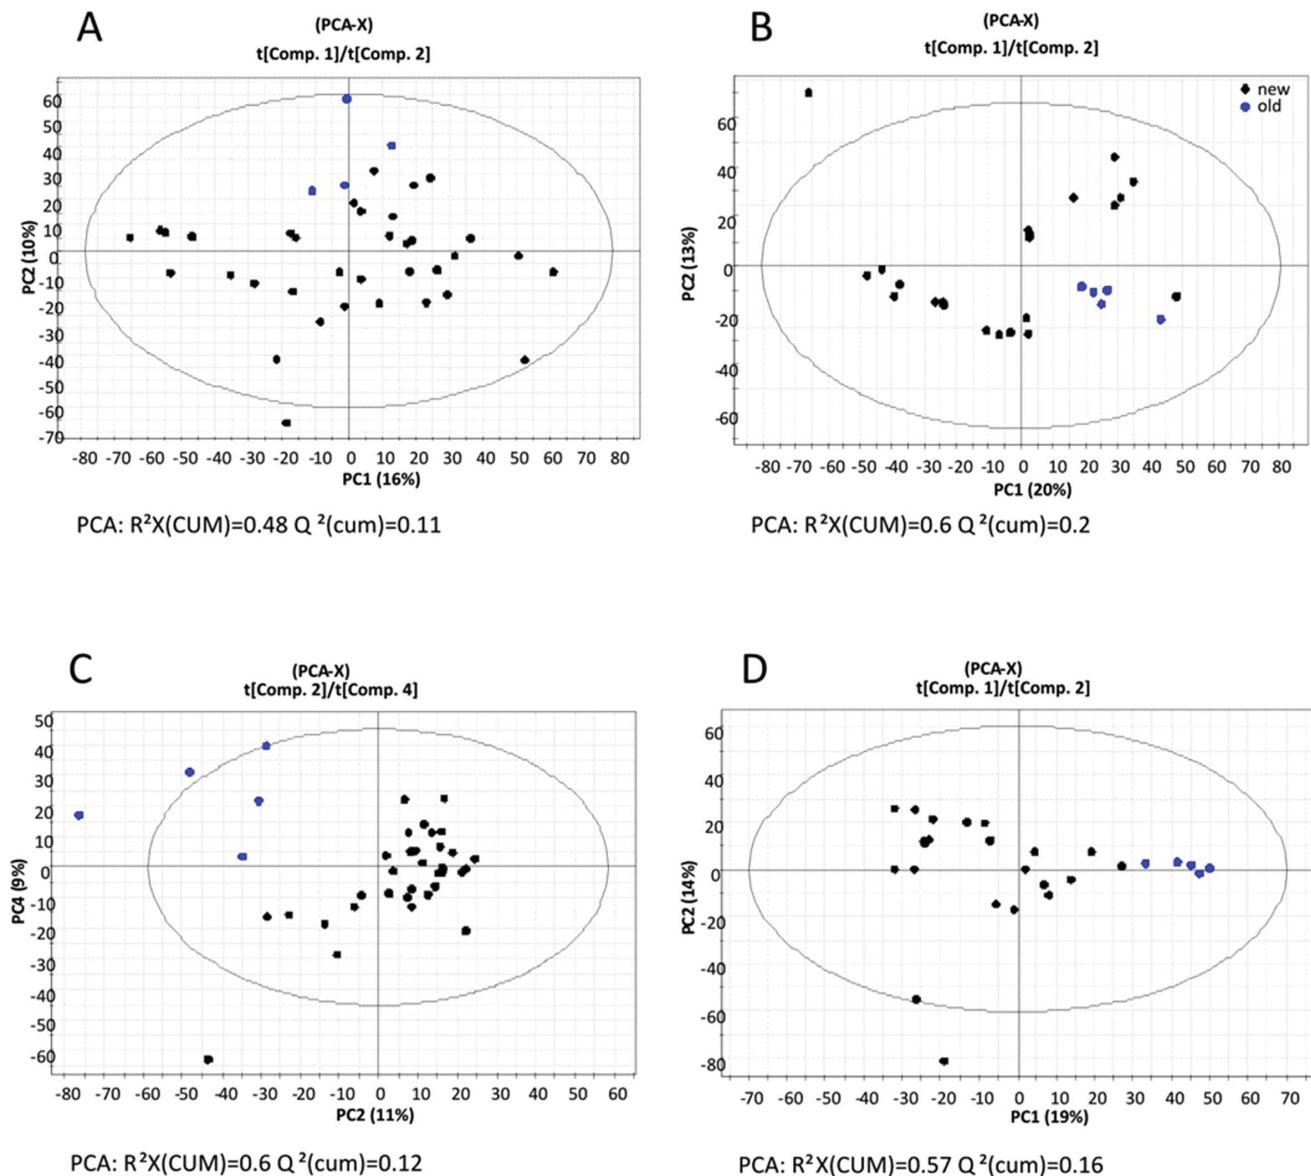 A
(PCA-X)
t[Comp. 1]/t[Comp. 2]
60
50
40
30
20
10
0
-10
-20
-30
-40
-50
-60
-70
PC2 (10%)
-80 -70 -60 -50 -40 -30 -20 -10 0 10 20 30 40 50 60 70 80
PC1 (16%)
PCA: R²X(CUM)=0.48 Q ²(cum)=0.11
B
(PCA-X)
t[Comp. 1]/t[Comp. 2]
new
old
60
40
20
0
-20
-40
-60
PC2 (13%)
-80 -70 -60 -50 -40 -30 -20 -10 0 10 20 30 40 50 60 70 80 90
PC1 (20%)
PCA: R²X(CUM)=0.6 Q ²(cum)=0.2
C
(PCA-X)
t[Comp. 2]/t[Comp. 4]
50
40
30
20
10
0
-10
-20
-30
-40
-50
-60
PC4 (9%)
-80 -70 -60 -50 -40 -30 -20 -10 0 10 20 30 40 50 60
PC2 (11%)
PCA: R²X(CUM)=0.6 Q ²(cum)=0.12
D
(PCA-X)
t[Comp. 1]/t[Comp. 2]
60
40
20
0
-20
-40
-60
-80
PC2 (14%)
-70 -60 -50 -40 -30 -20 -10 0 10 20 30 40 50 60 70
PC1 (19%)
PCA: R²X(CUM)=0.57 Q ²(cum)=0.16